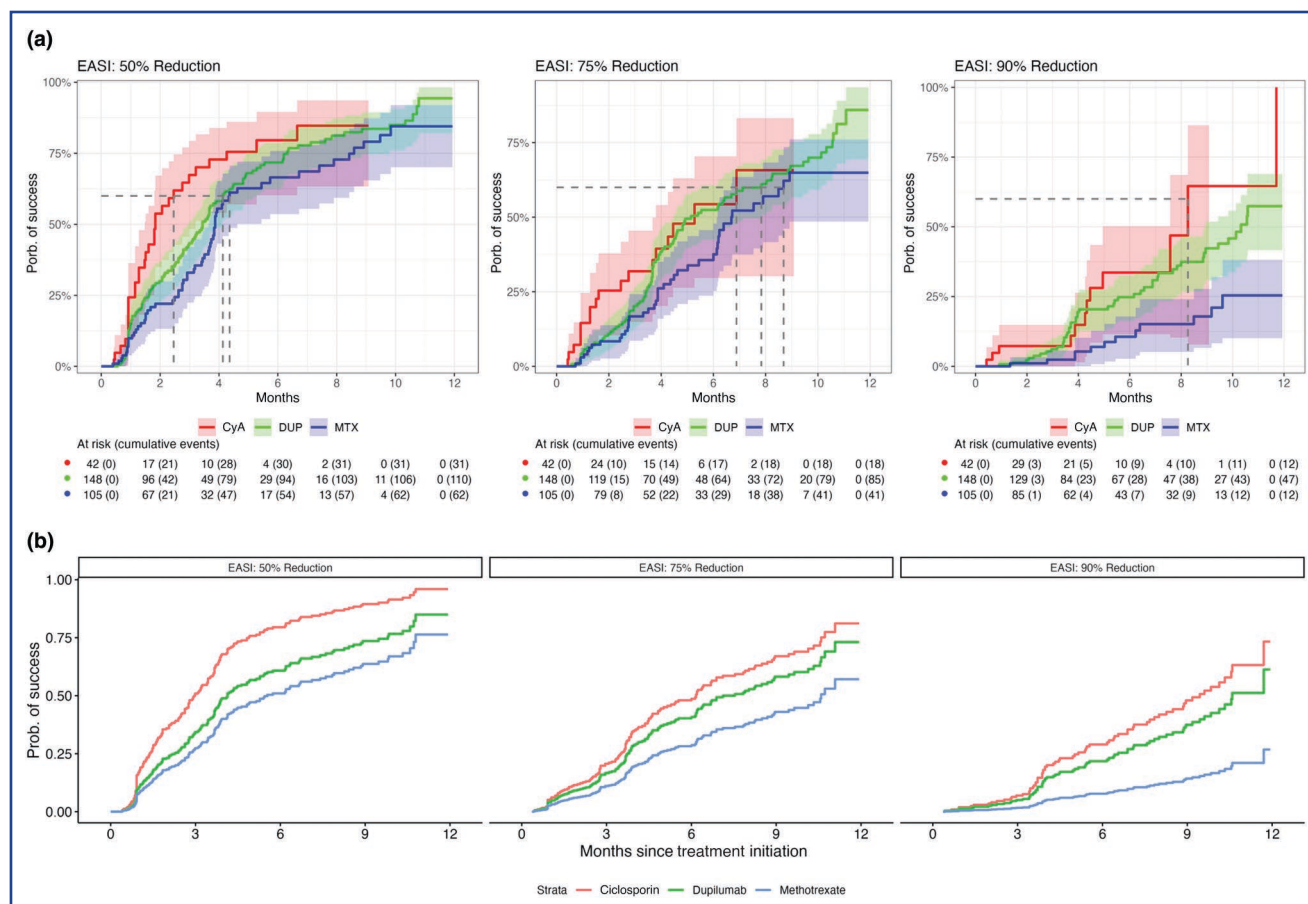 (a)
EASI: 50% Reduction
100%
75%
50%
25%
0%
Porb. of success
0 2 4 6 8 10 12
Months
CyA DUP MTX
At risk (cumulative events)
42 (0) 17 (21) 10 (28) 4 (30) 2 (31) 0 (31) 0 (31)
148 (0) 96 (42) 49 (79) 29 (94) 16 (103) 11 (106) 0 (110)
105 (0) 67 (21) 32 (47) 17 (54) 13 (57) 4 (62) 0 (62)
EASI: 75% Reduction
75%
50%
25%
0%
Porb. of success
0 2 4 6 8 10 12
Months
CyA DUP MTX
At risk (cumulative events)
42 (0) 24 (10) 15 (14) 6 (17) 2 (18) 0 (18) 0 (18)
148 (0) 119 (15) 70 (49) 48 (64) 33 (72) 20 (79) 0 (85)
105 (0) 79 (8) 52 (22) 33 (29) 18 (38) 7 (41) 0 (41)
EASI: 90% Reduction
100%
75%
50%
25%
0%
Porb. of success
0 2 4 6 8 10 12
Months
CyA DUP MTX
At risk (cumulative events)
42 (0) 29 (3) 21 (5) 10 (9) 4 (10) 1 (11) 0 (12)
148 (0) 129 (3) 84 (23) 67 (28) 47 (38) 27 (43) 0 (47)
105 (0) 85 (1) 62 (4) 43 (7) 32 (9) 13 (12) 0 (12)
(b)
EASI: 50% Reduction
EASI: 75% Reduction
EASI: 90% Reduction
1.00
0.75
0.50
0.25
0.00
Prob. of success
0 3 6 9 12
0 3 6 9 12
0 3 6 9 12
Months since treatment initiation
Strata Ciclosporin Dupilumab Methotrexate